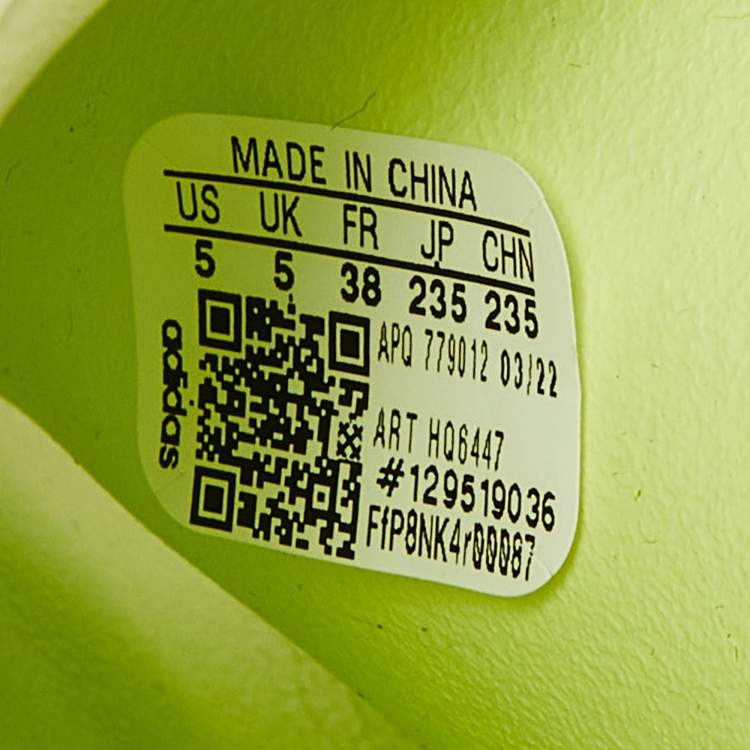 MADE IN CHINA
US UK FR JP CHN
5 5 38 235 235
adidas
APQ 779012 03/22
ART HQ6447
#129519036
FfP8NK4r00087